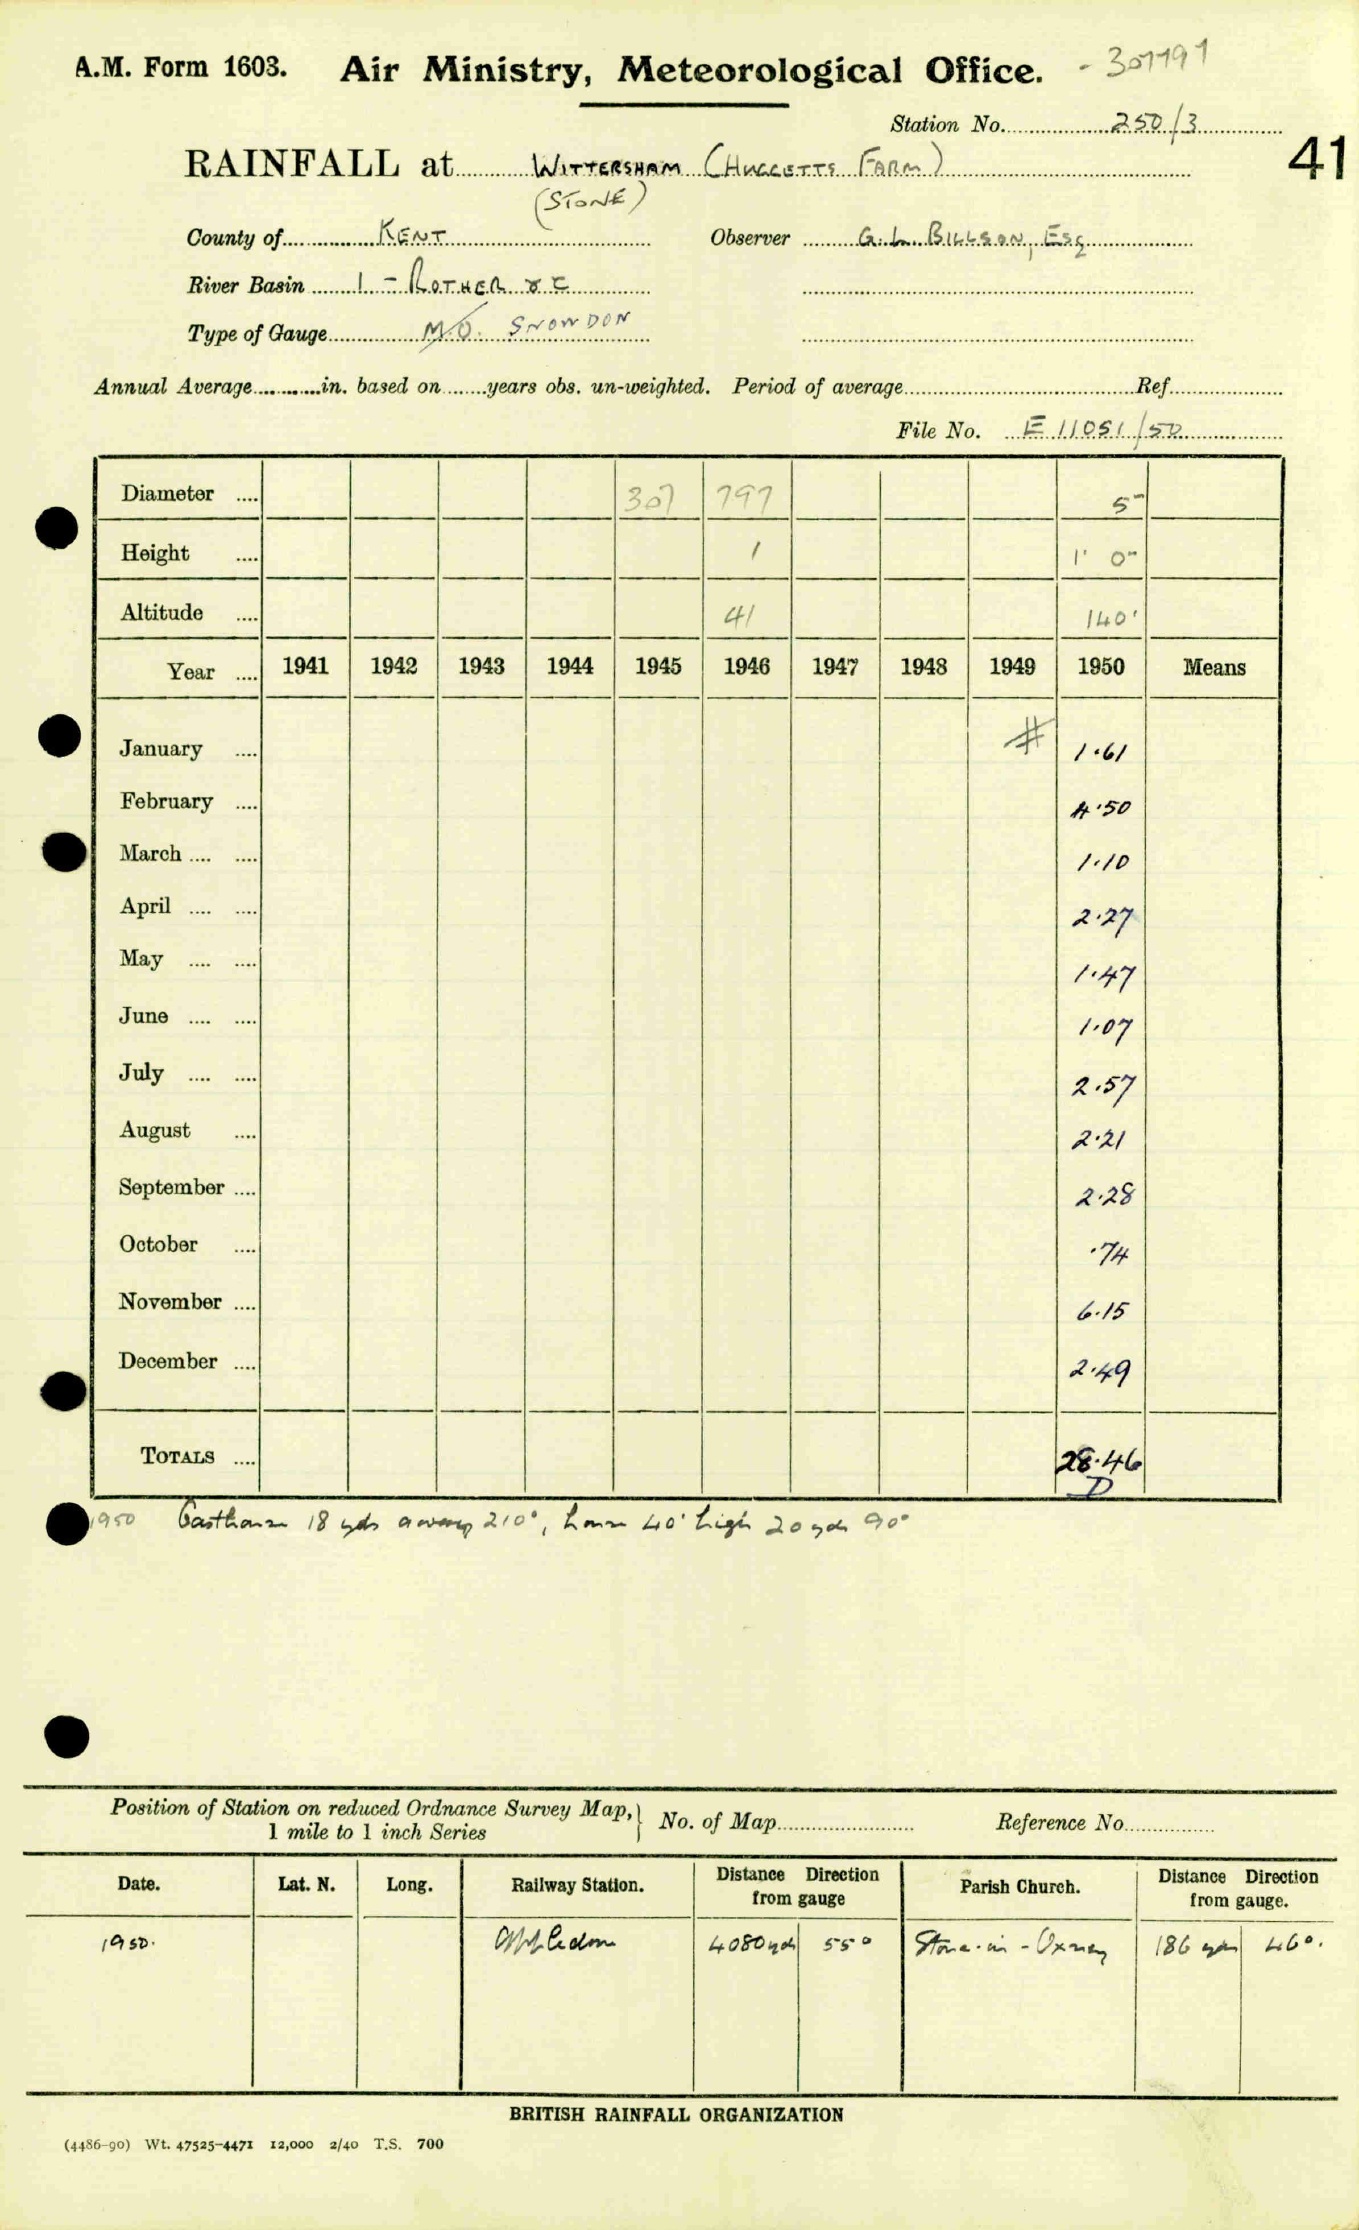 A.M. Form 1603. Air Ministry, Meteorological Office. - 307797
Station No. 250/3
41
RAINFALL at WITTERSHAM (HUGGETTS FARM)
(STONE)
County of KENT Observer G. L. BILLSON, ESQ
River Basin 1 - ROTHER & C
Type of Gauge M.O. SNOWDON
Annual Average in. based on years obs. un-weighted. Period of average Ref.
File No. E 11051/50
Diameter .... 307 797 5"
Height .... 1 1' 0"
Altitude .... 41 140'
Year .... 1941 1942 1943 1944 1945 1946 1947 1948 1949 1950 Means
January .... # 1.61
February .... 4.50
March .... .... 1.10
April .... .... 2.27
May .... .... 1.47
June .... .... 1.07
July .... .... 2.57
August .... 2.21
September .... 2.28
October .... .74
November .... 6.15
December .... 2.49
TOTALS .... 28.46
D
1950 18 yds away 210°, house 40' high 20 yds 90°
Position of Station on reduced Ordnance Survey Map, } No. of Map Reference No.
1 mile to 1 inch Series
Date. Lat. N. Long. Railway Station. Distance Direction from gauge Parish Church. Distance Direction from gauge.
1950. Appledore 4080 yds 55° Stone-in-Oxney 186 yds 46°.
BRITISH RAINFALL ORGANIZATION
(4486-90) Wt. 47525-4471 12,000 2/40 T.S. 700